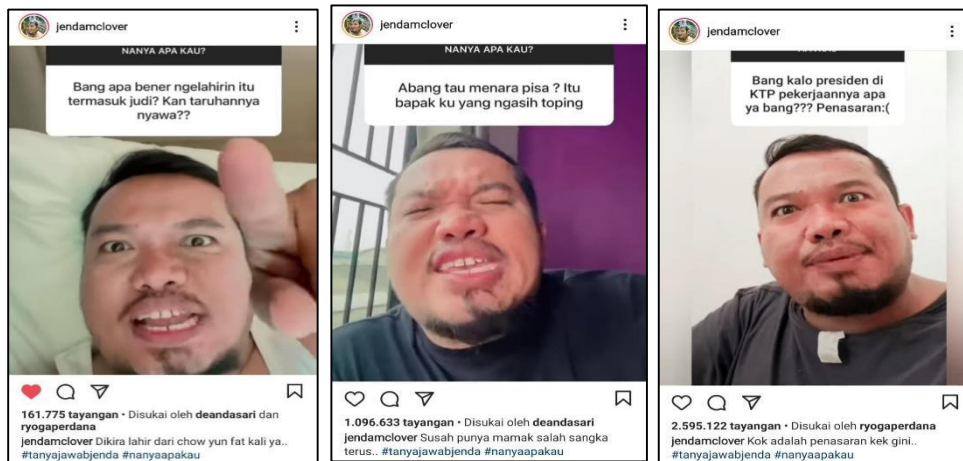 jendamclover
NANYA APA KAU?
Bang apa bener ngelahirin itu
termasuk judi? Kan taruhannya
nyawa??
161.775 tayangan • Disukai oleh deandasari dan
ryogaperdana
jendamclover Dikira lahir dari chow yun fat kali ya..
#tanyajawabjenda #nanyaapakau
jendamclover
NANYA APA KAU?
Abang tau menara pisa ? Itu
bapak ku yang ngasih toping
1.096.633 tayangan • Disukai oleh deandasari
jendamclover Susah punya mamak salah sangka
terus.. #tanyajawabjenda #nanyaapakau
jendamclover
Bang kalo presiden di
KTP pekerjaannya apa
ya bang??? Penasaran:(
2.595.122 tayangan • Disukai oleh ryogaperdana
jendamclover Kok adalah penasaran kek gini..
#tanyajawabjenda #nanyaapakau